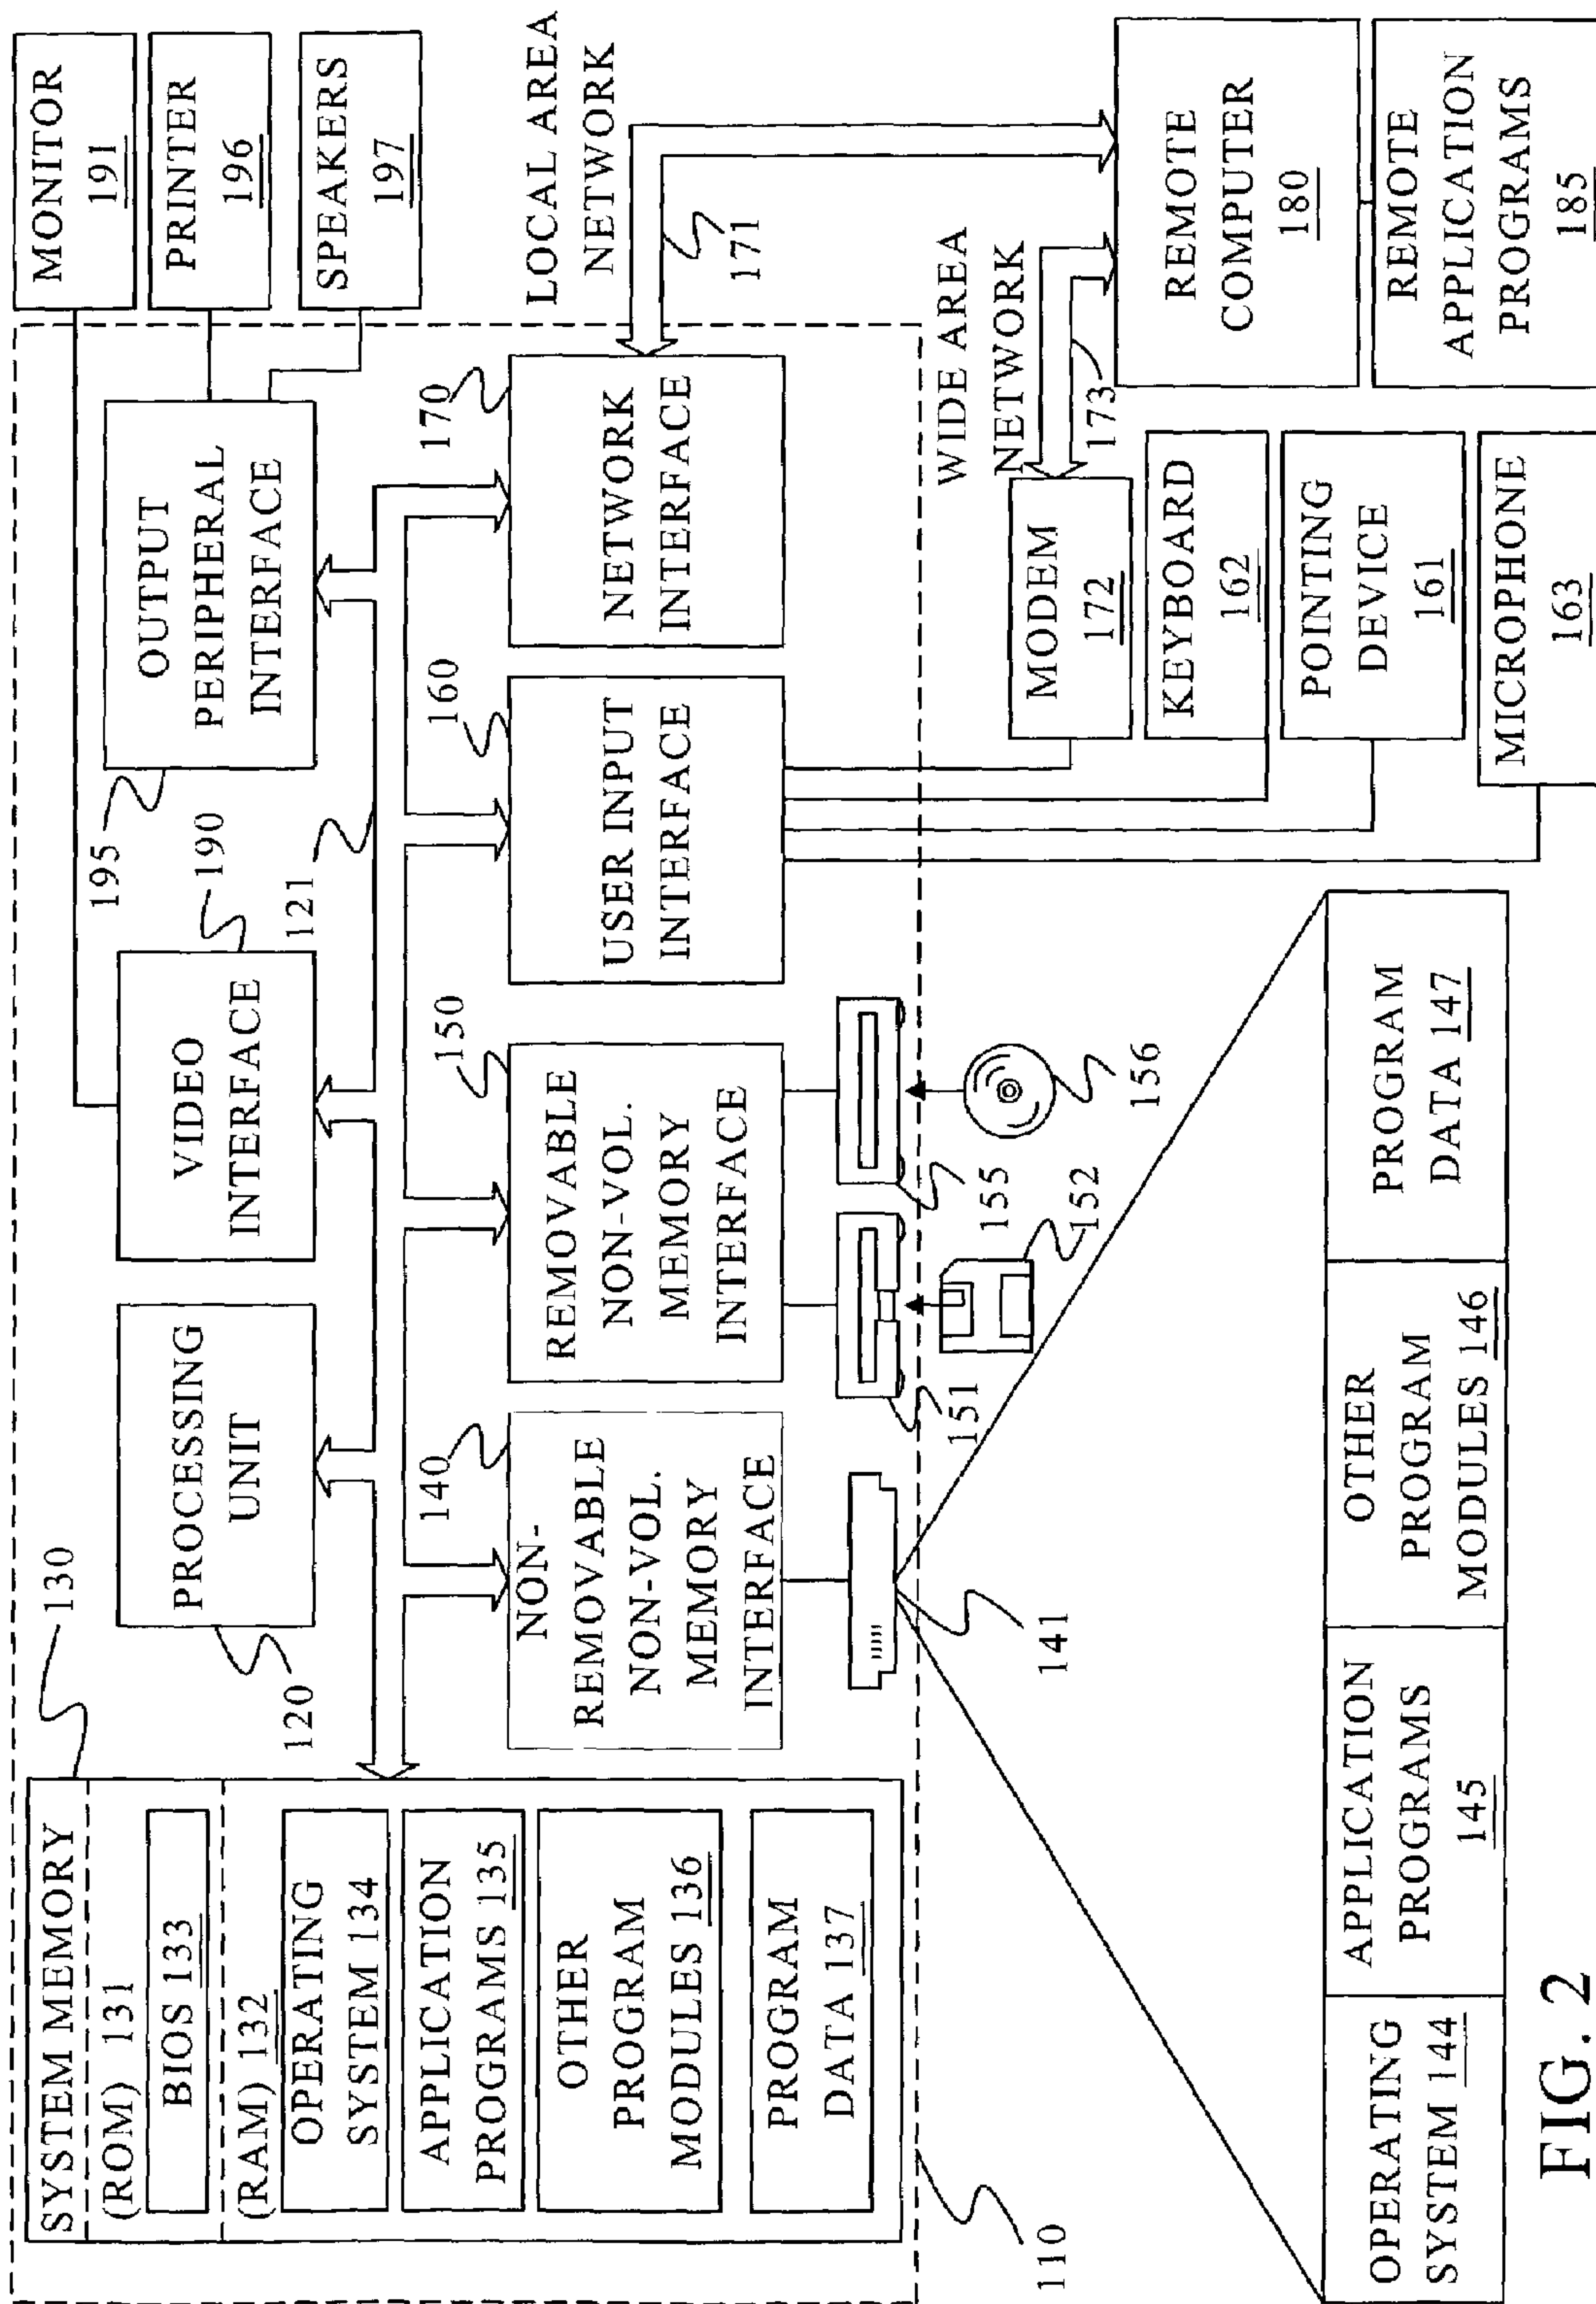 SYSTEM MEMORY
(ROM) 131
BIOS 133
(RAM) 132
OPERATING
SYSTEM 134
APPLICATION
PROGRAMS 135
OTHER
PROGRAM
MODULES 136
PROGRAM
DATA 137
130
PROCESSING
UNIT
120
VIDEO
INTERFACE
190
121
OUTPUT
PERIPHERAL
INTERFACE
195
MONITOR
191
PRINTER
196
SPEAKERS
197
140
NON-
REMOVABLE
NON-VOL.
MEMORY
INTERFACE
150
REMOVABLE
NON-VOL.
MEMORY
INTERFACE
160
USER INPUT
INTERFACE
170
NETWORK
INTERFACE
LOCAL AREA
NETWORK
171
WIDE AREA
NETWORK
173
141
151
155
152
156
110
MODEM
172
KEYBOARD
162
POINTING
DEVICE
161
MICROPHONE
163
REMOTE
COMPUTER
180
REMOTE
APPLICATION
PROGRAMS
185
OPERATING
SYSTEM 144
APPLICATION
PROGRAMS
145
OTHER
PROGRAM
MODULES 146
PROGRAM
DATA 147
FIG. 2